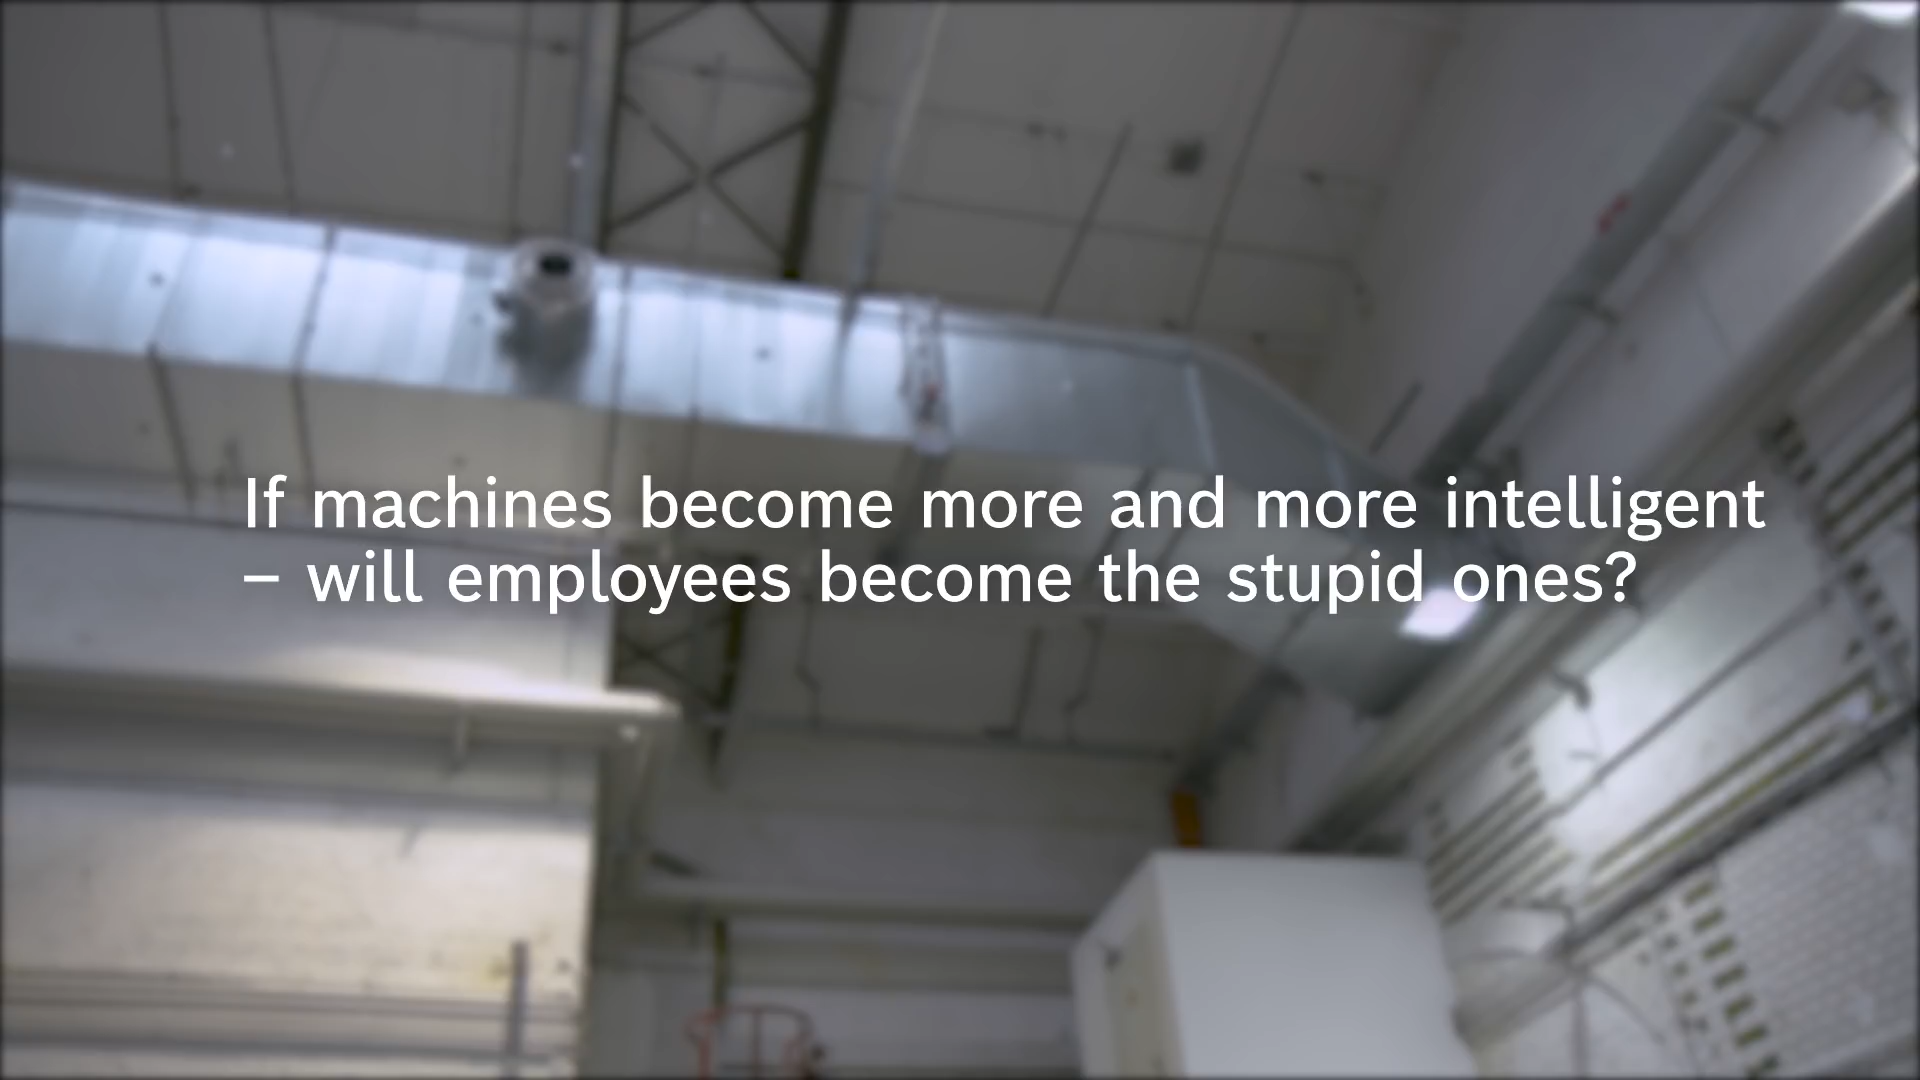 If machines become more and more intelligent
– will employees become the stupid ones?